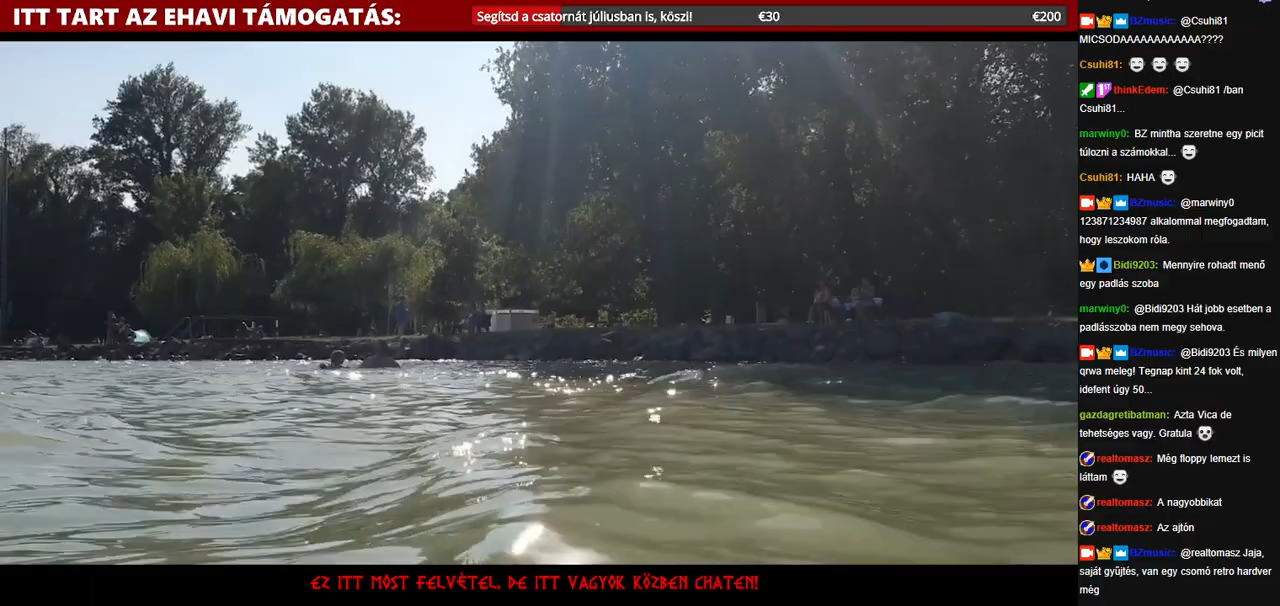 ITT TART AZ EHAVI TÁMOGATÁS:
Segítsd a csatornát júliusban is, köszi! €30 €200
BZmusic: @Csuhi81
MICSODAAAAAAAAAAAA????
Csuhi81:
thinkEdem: @Csuhi81 /ban
Csuhi81...
marwiny0: BZ mintha szeretne egy picit
túlozni a számokkal...
Csuhi81: HAHA
BZmusic: @marwiny0
123871234987 alkalommal megfogadtam,
hogy leszokom róla.
Bidi9203: Mennyire rohadt menő
egy padlás szoba
marwiny0: @Bidi9203 Hát jobb esetben a
padlásszoba nem megy sehova.
BZmusic: @Bidi9203 És milyen
qrwa meleg! Tegnap kint 24 fok volt,
idefent úgy 50...
gazdagretibatman: Azta Vica de
tehetséges vagy. Gratula
realtomasz: Még floppy lemezt is
láttam
realtomasz: A nagyobbikat
realtomasz: Az ajtón
BZmusic: @realtomasz Jaja,
saját gyűjtés, van egy csomó retro hardver
még
EZ ITT MOST FELVÉTEL, DE ITT VAGYOK KÖZBEN CHATEN!